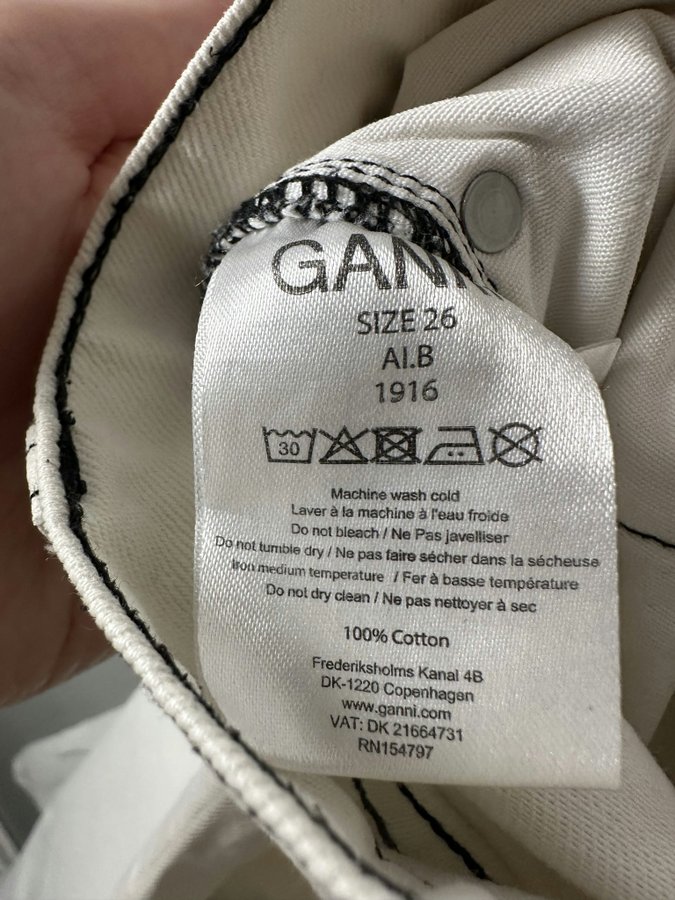 GANNI
SIZE 26
AI.B
1916
30
Machine wash cold
Laver à la machine à l'eau froide
Do not bleach / Ne Pas javelliser
Do not tumble dry / Ne pas faire sécher dans la sécheuse
Iron medium temperature / Fer à basse température
Do not dry clean / Ne pas nettoyer à sec
100% Cotton
Frederiksholms Kanal 4B
DK-1220 Copenhagen
www.ganni.com
VAT: DK 21664731
RN154797